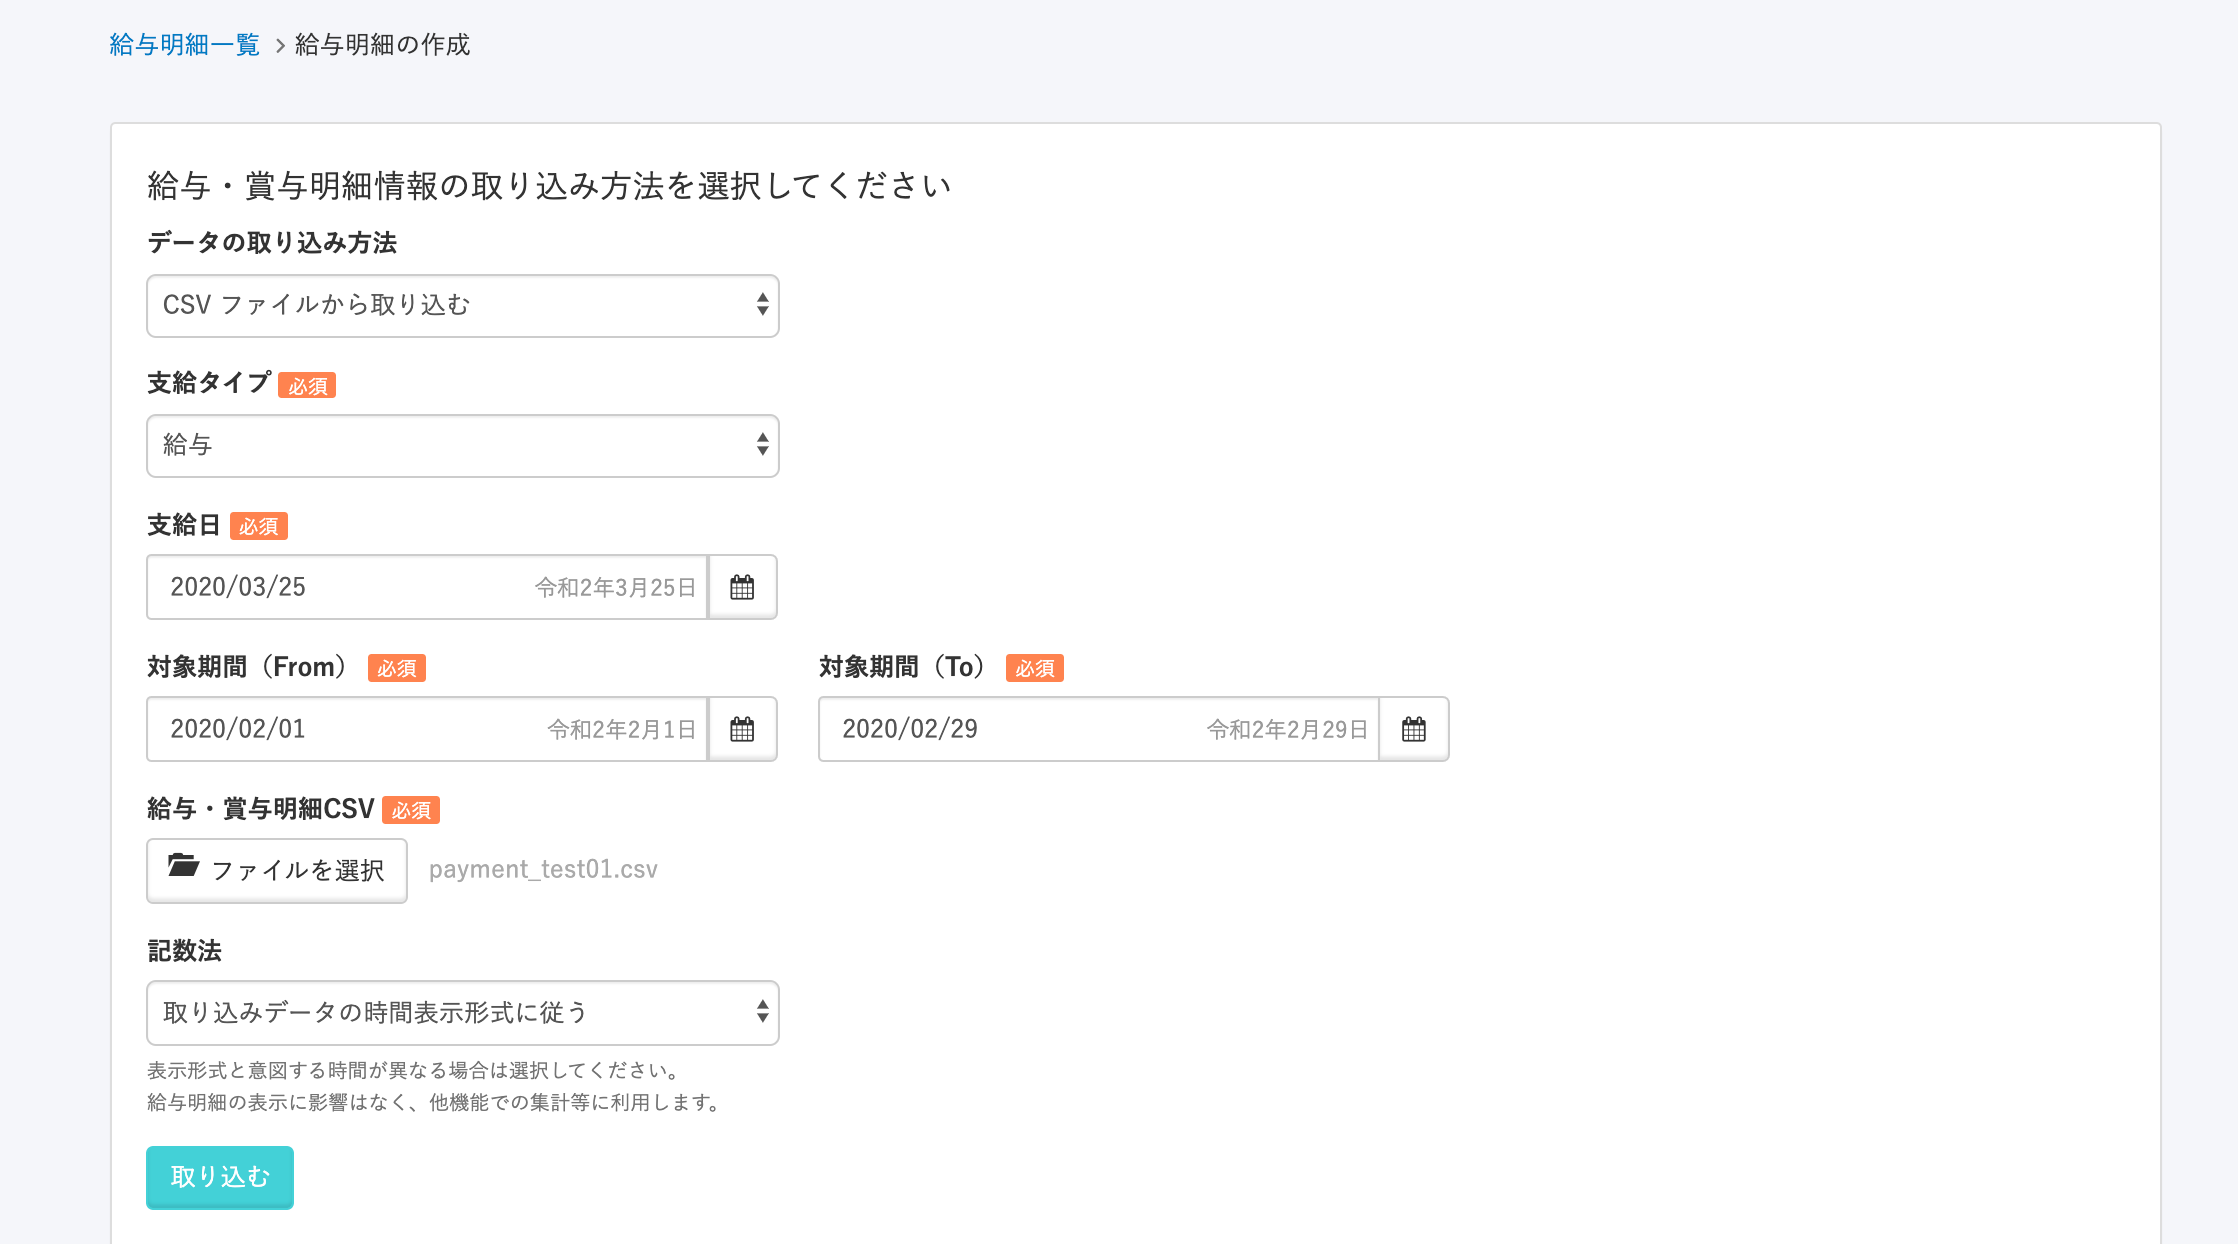 給与明細一覧 > 給与明細の作成
給与・賞与明細情報の取り込み方法を選択してください
データの取り込み方法
CSV ファイルから取り込む
支給タイプ 必須
給与
支給日 必須
2020/03/25 令和2年3月25日
対象期間（From） 必須 対象期間（To） 必須
2020/02/01 令和2年2月1日 2020/02/29 令和2年2月29日
給与・賞与明細CSV 必須
ファイルを選択 payment_test01.csv
記数法
取り込みデータの時間表示形式に従う
表示形式と意図する時間が異なる場合は選択してください。
給与明細の表示に影響はなく、他機能での集計等に利用します。
取り込む